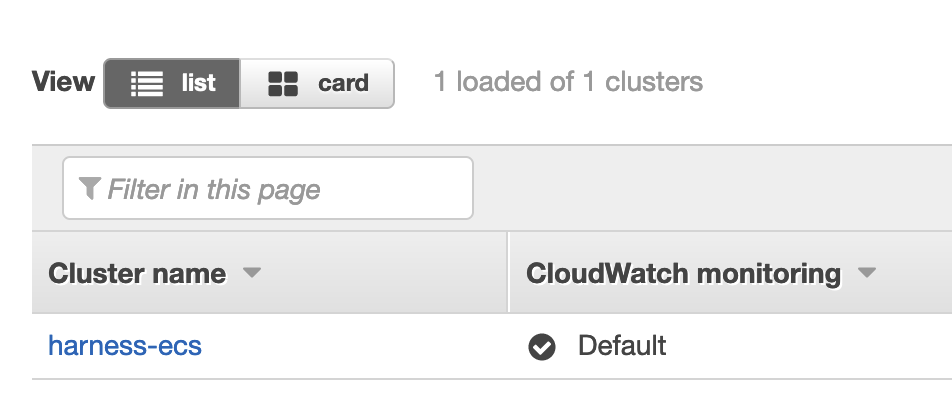 View list card 1 loaded of 1 clusters
Filter in this page
Cluster name CloudWatch monitoring
harness-ecs Default